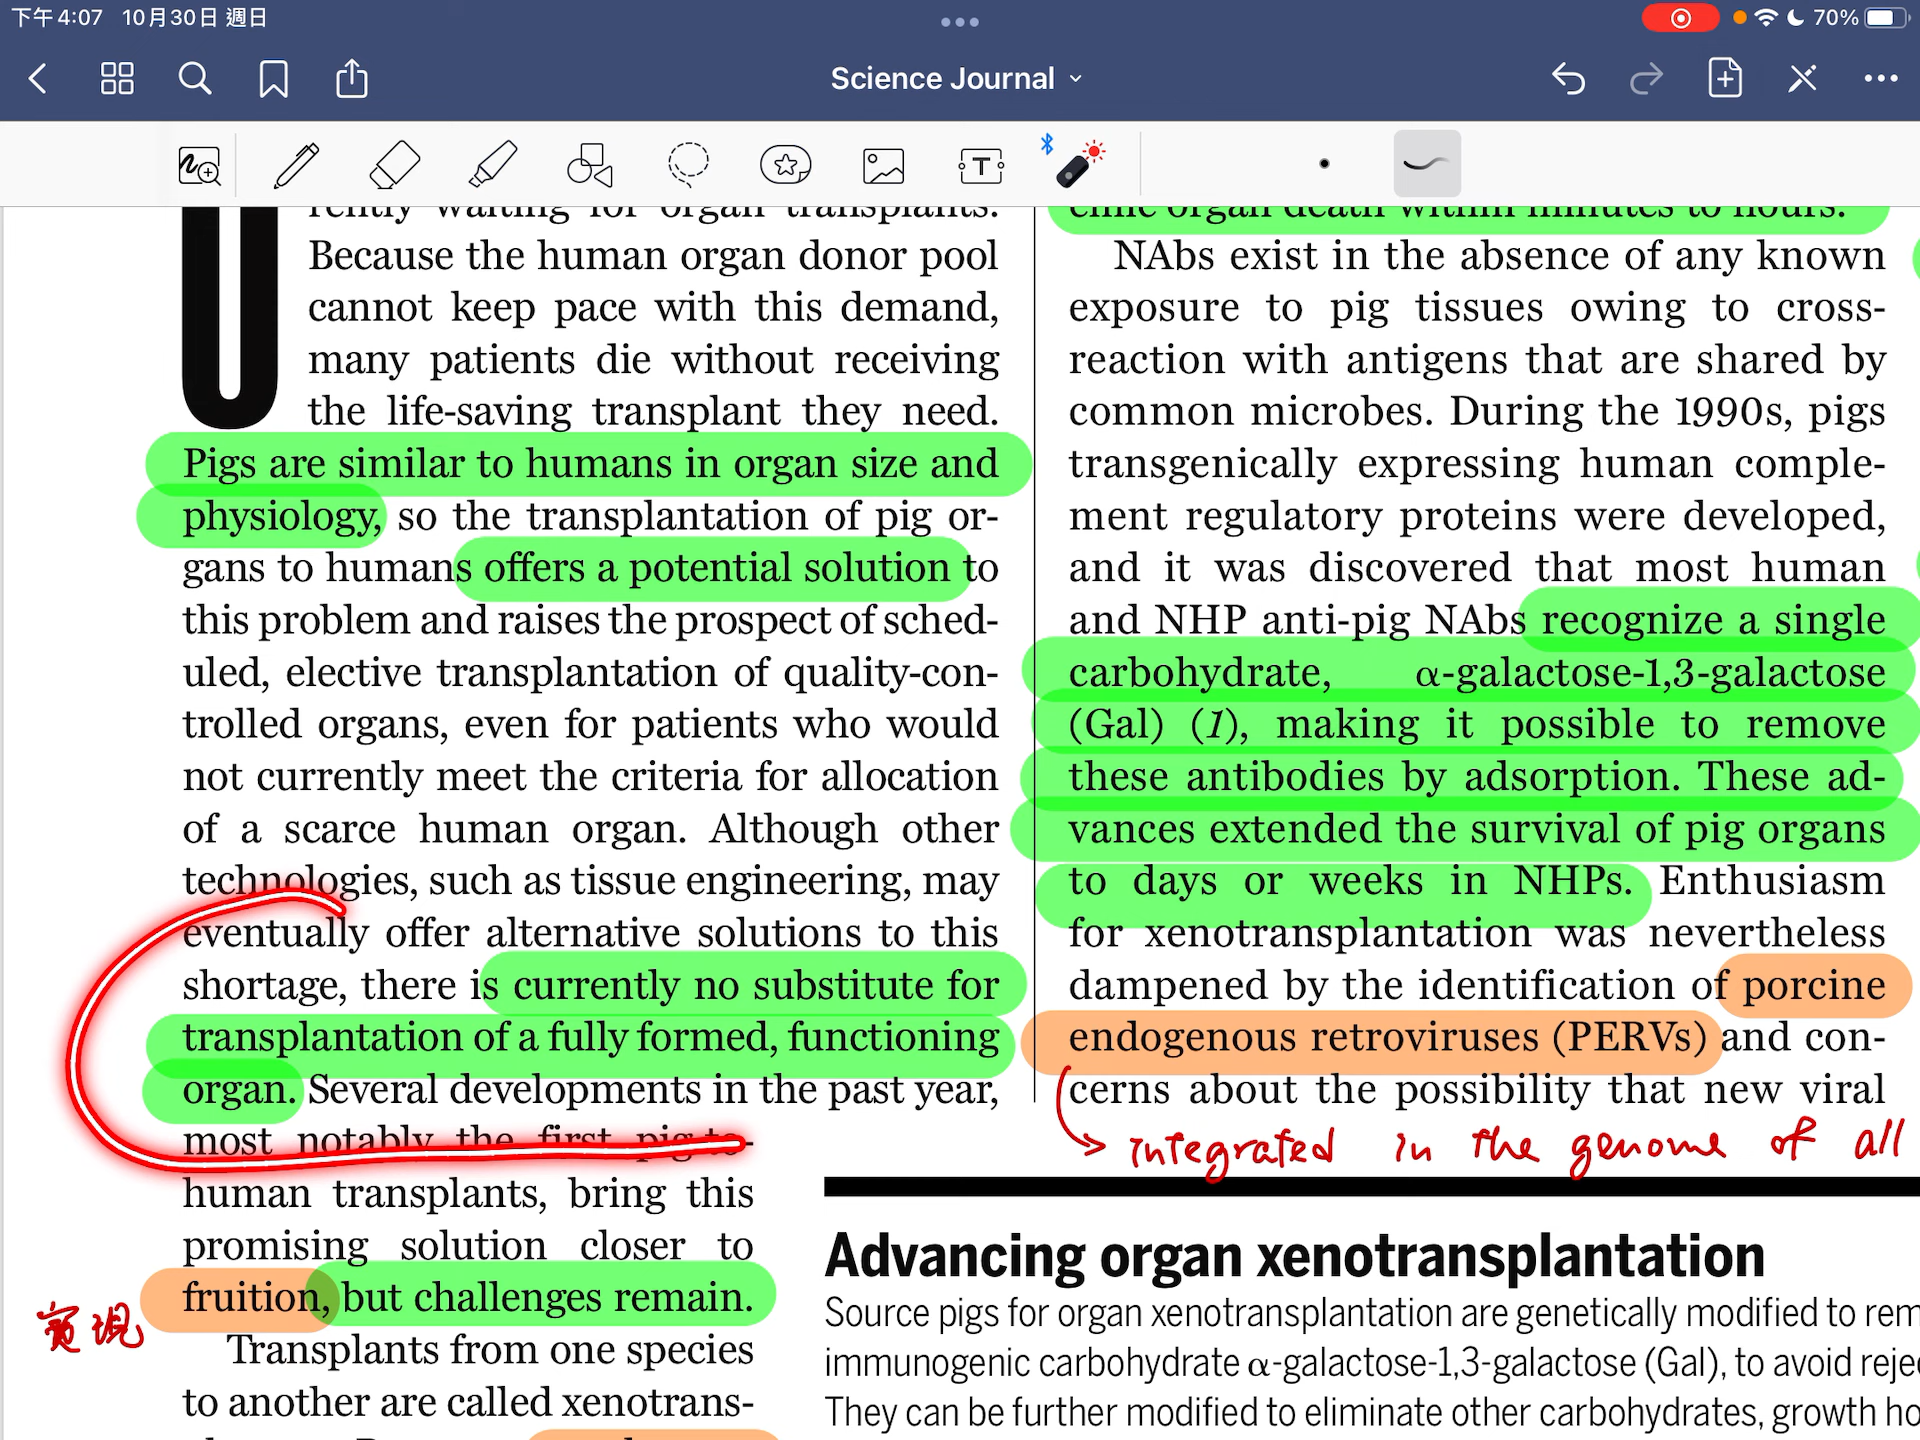 下午4:07 10月30日 週日
70%
Science Journal
T
rently waiting for organ transplants.
U
Because the human organ donor pool
cannot keep pace with this demand,
many patients die without receiving
the life-saving transplant they need.
Pigs are similar to humans in organ size and
physiology, so the transplantation of pig or-
gans to humans offers a potential solution to
this problem and raises the prospect of sched-
uled, elective transplantation of quality-con-
trolled organs, even for patients who would
not currently meet the criteria for allocation
of a scarce human organ. Although other
technologies, such as tissue engineering, may
eventually offer alternative solutions to this
shortage, there is currently no substitute for
transplantation of a fully formed, functioning
organ. Several developments in the past year,
most notably the first pig-to-
human transplants, bring this
promising solution closer to
fruition, but challenges remain.
實現
Transplants from one species
to another are called xenotrans-
organ death within minutes to hours.
NAbs exist in the absence of any known
exposure to pig tissues owing to cross-
reaction with antigens that are shared by
common microbes. During the 1990s, pigs
transgenically expressing human comple-
ment regulatory proteins were developed,
and it was discovered that most human
and NHP anti-pig NAbs recognize a single
carbohydrate, α-galactose-1,3-galactose
(Gal) (1), making it possible to remove
these antibodies by adsorption. These ad-
vances extended the survival of pig organs
to days or weeks in NHPs. Enthusiasm
for xenotransplantation was nevertheless
dampened by the identification of porcine
endogenous retroviruses (PERVs) and con-
cerns about the possibility that new viral
integrated in the genome of all
Advancing organ xenotransplantation
Source pigs for organ xenotransplantation are genetically modified to rem
immunogenic carbohydrate α-galactose-1,3-galactose (Gal), to avoid reje
They can be further modified to eliminate other carbohydrates, growth ho